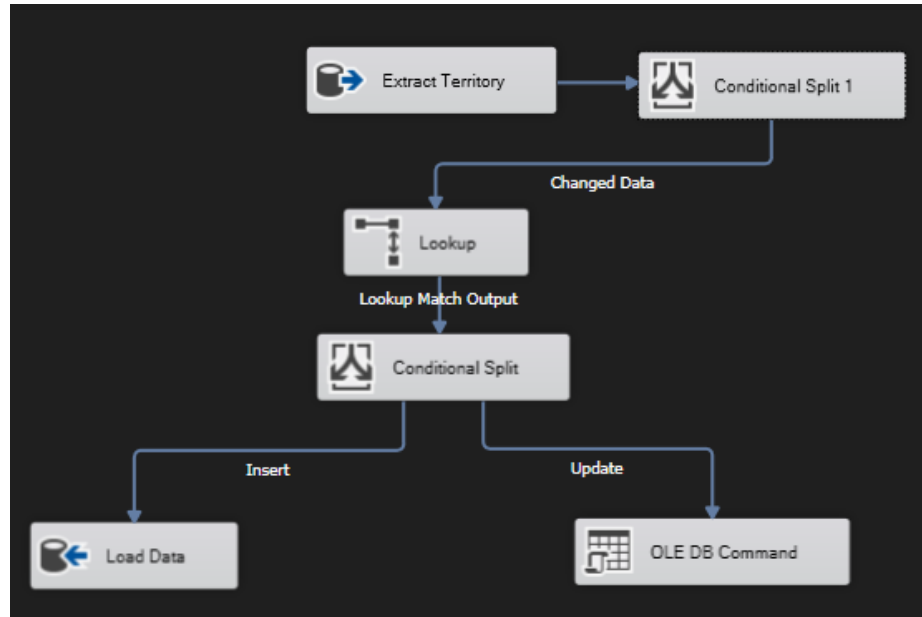 Extract Territory
Conditional Split 1
Changed Data
Lookup
Lookup Match Output
Conditional Split
Insert
Update
Load Data
OLE DB Command